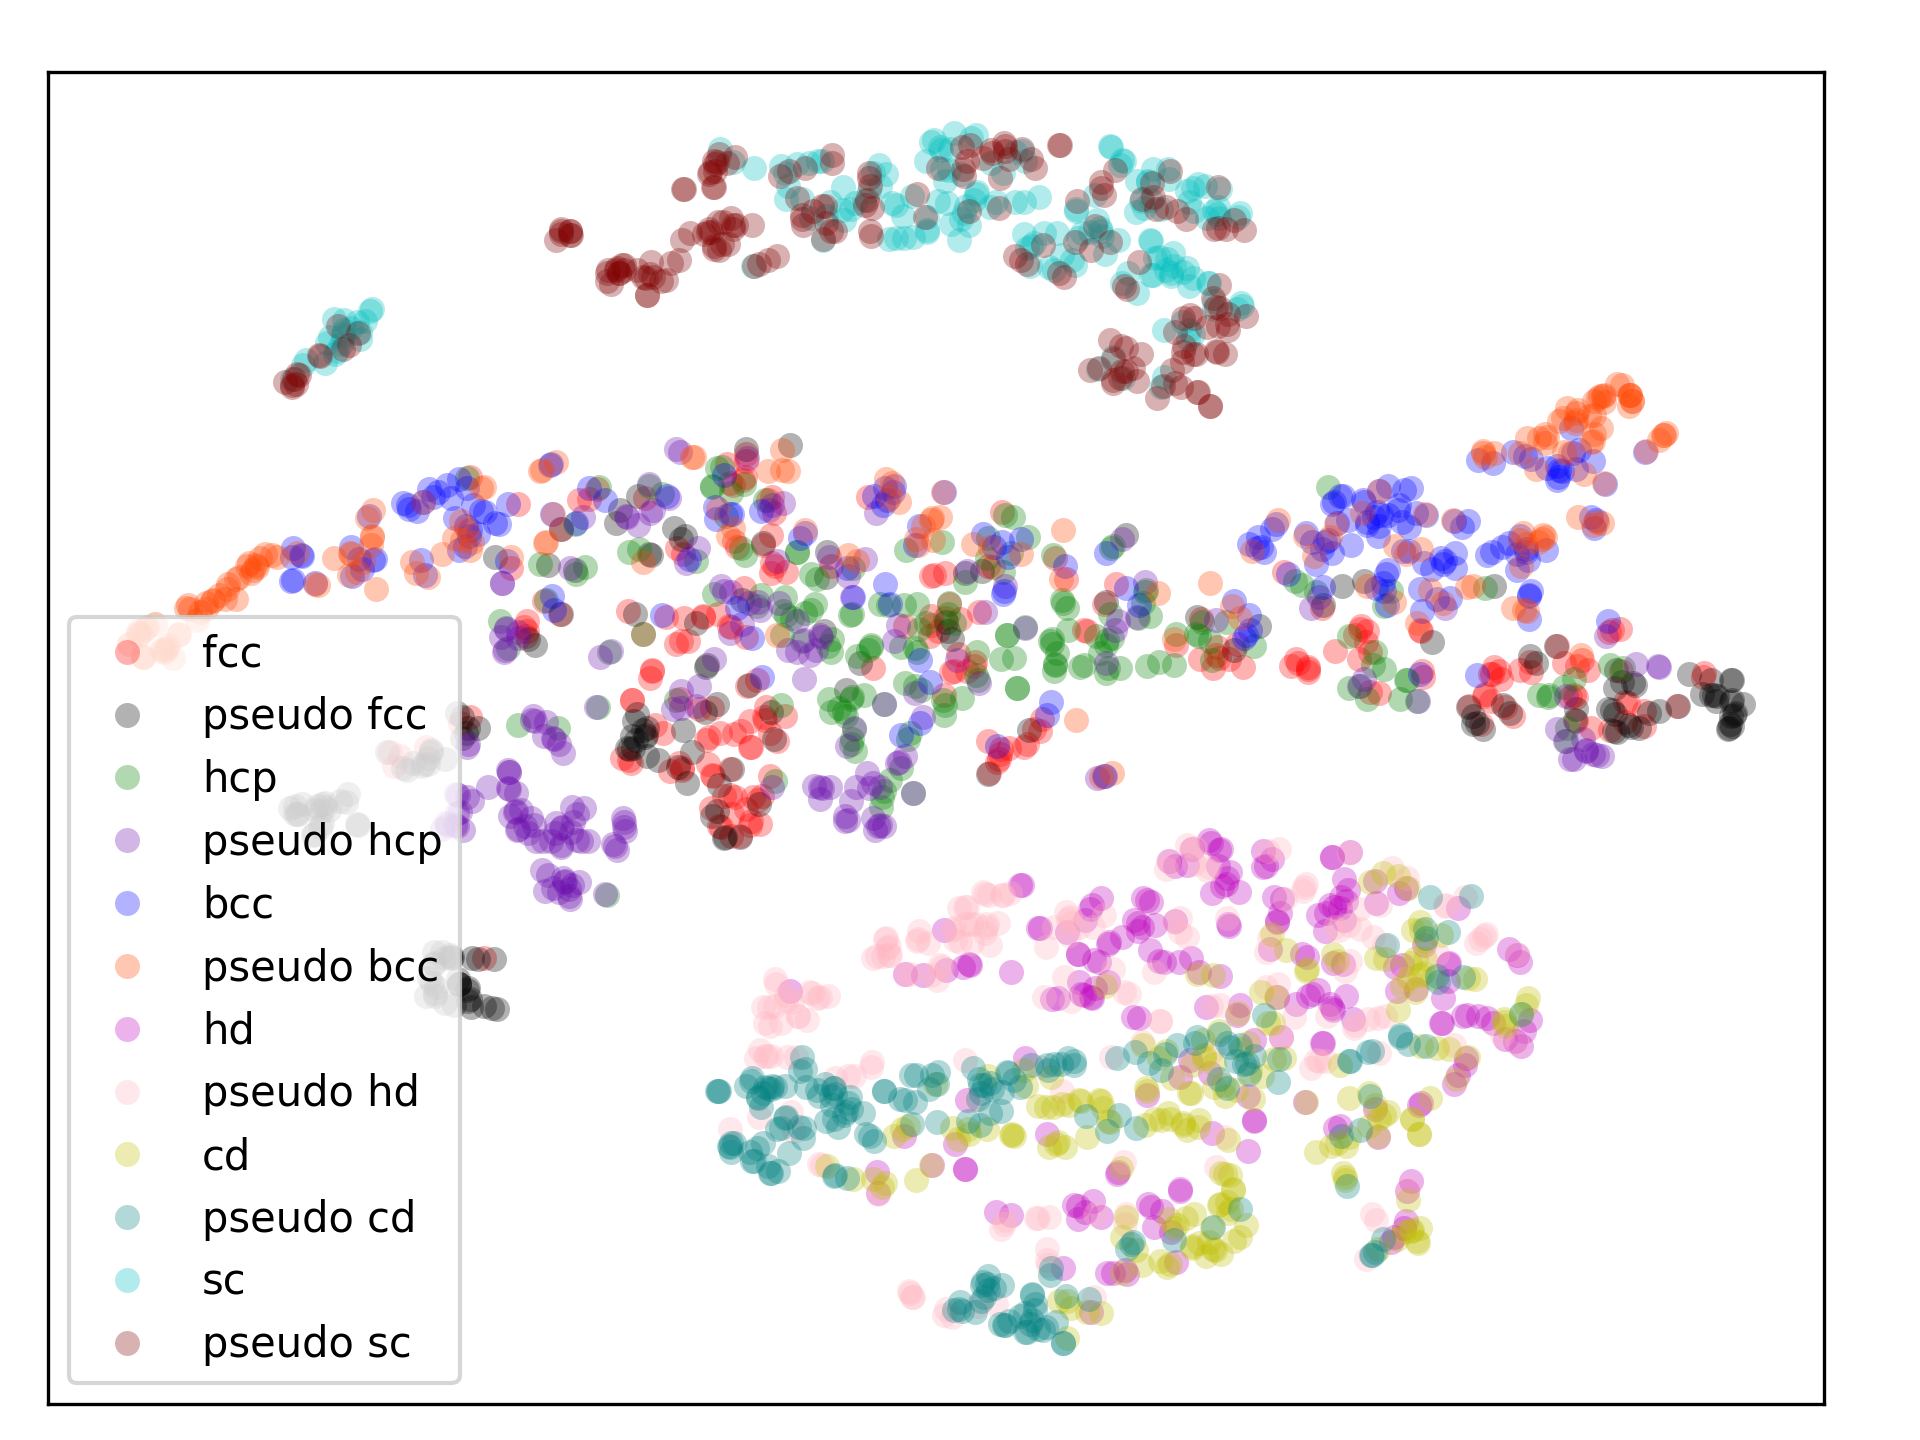 fcc
pseudo fcc
hcp
pseudo hcp
bcc
pseudo bcc
hd
pseudo hd
cd
pseudo cd
sc
pseudo sc